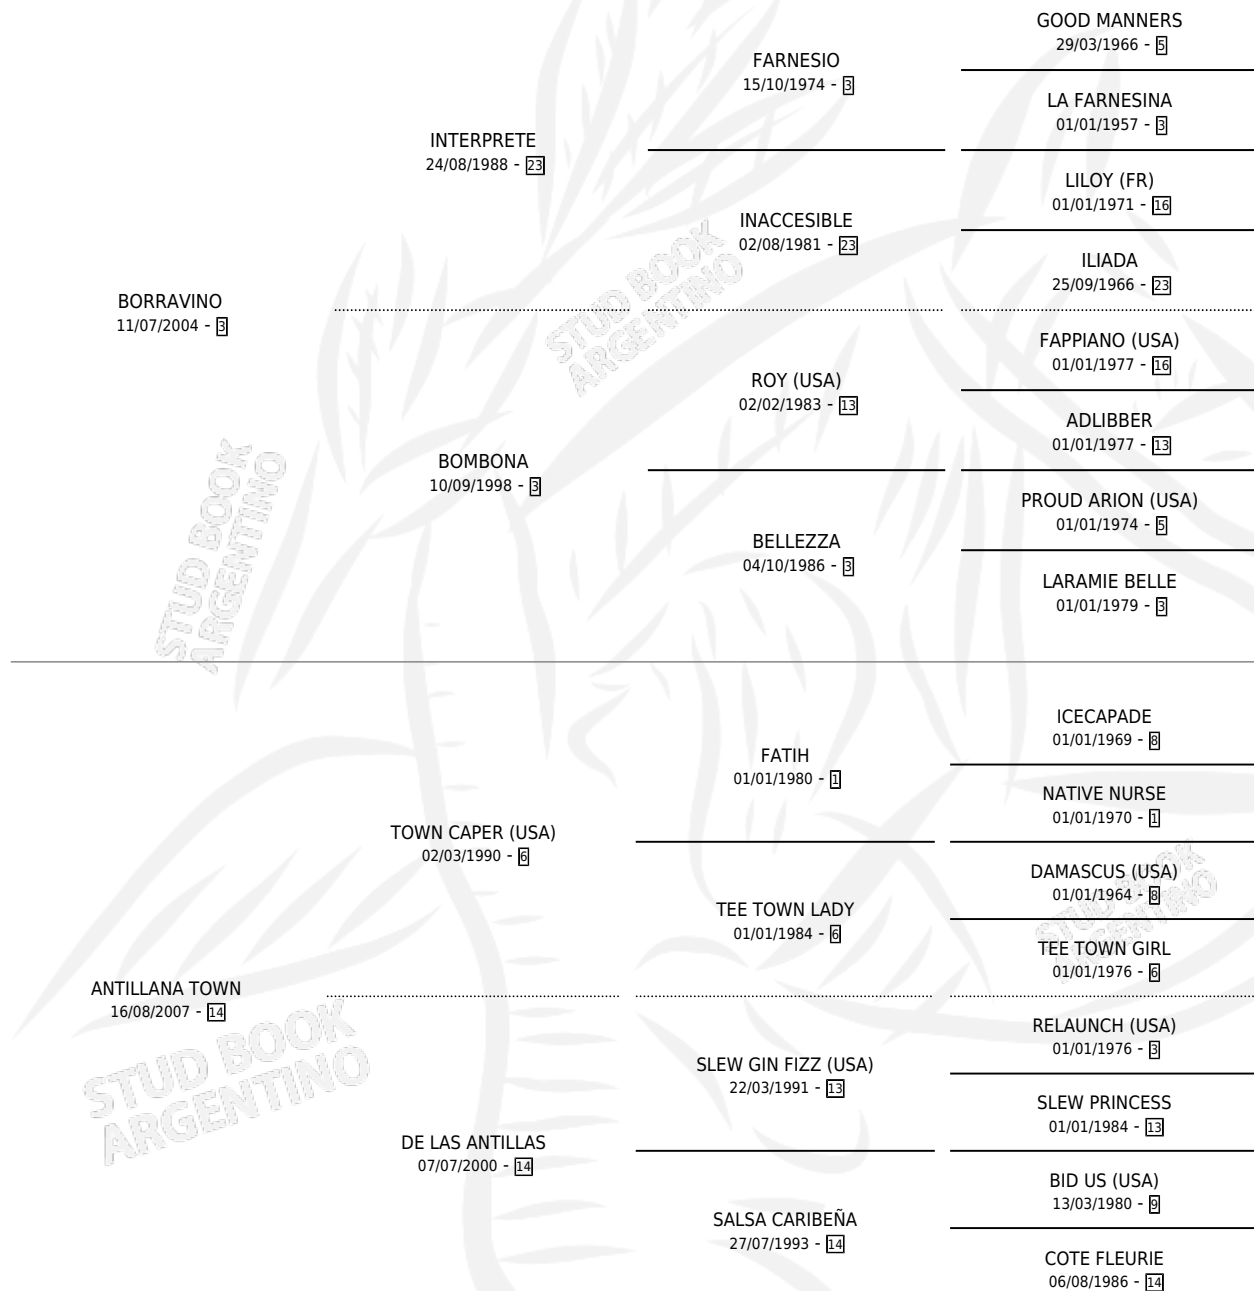 GOOD MANNERS
29/03/1966 - 5
FARNESIO
15/10/1974 - 3
LA FARNESINA
01/01/1957 - 3
INTERPRETE
24/08/1988 - 23
LILOY (FR)
01/01/1971 - 16
INACCESIBLE
02/08/1981 - 23
ILIADA
25/09/1966 - 23
BORRAVINO
11/07/2004 - 3
STUD BOOK
ARGENTINO
FAPPIANO (USA)
01/01/1977 - 16
ROY (USA)
02/02/1983 - 13
ADLIBBER
01/01/1977 - 13
BOMBONA
10/09/1998 - 3
PROUD ARION (USA)
01/01/1974 - 5
BELLEZZA
04/10/1986 - 3
LARAMIE BELLE
01/01/1979 - 3
STUD BOOK
ARGENTINO
ICECAPADE
01/01/1969 - 8
FATIH
01/01/1980 - 1
NATIVE NURSE
01/01/1970 - 1
TOWN CAPER (USA)
02/03/1990 - 6
DAMASCUS (USA)
01/01/1964 - 8
TEE TOWN LADY
01/01/1984 - 6
STUD BOOK
ARGENTINO
TEE TOWN GIRL
01/01/1976 - 6
ANTILLANA TOWN
16/08/2007 - 14
STUD BOOK
ARGENTINO
RELAUNCH (USA)
01/01/1976 - 3
SLEW GIN FIZZ (USA)
22/03/1991 - 13
SLEW PRINCESS
01/01/1984 - 13
DE LAS ANTILLAS
07/07/2000 - 14
BID US (USA)
13/03/1980 - 9
SALSA CARIBEÑA
27/07/1993 - 14
COTE FLEURIE
06/08/1986 - 14